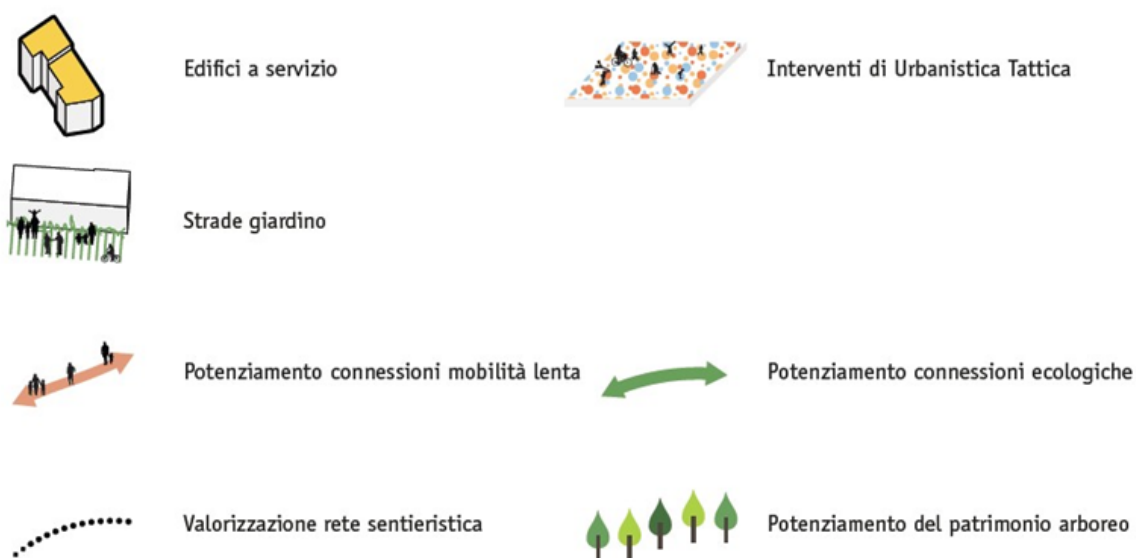 Edifici a servizio
Interventi di Urbanistica Tattica
Strade giardino
Potenziamento connessioni mobilità lenta
Potenziamento connessioni ecologiche
Valorizzazione rete sentieristica
Potenziamento del patrimonio arboreo